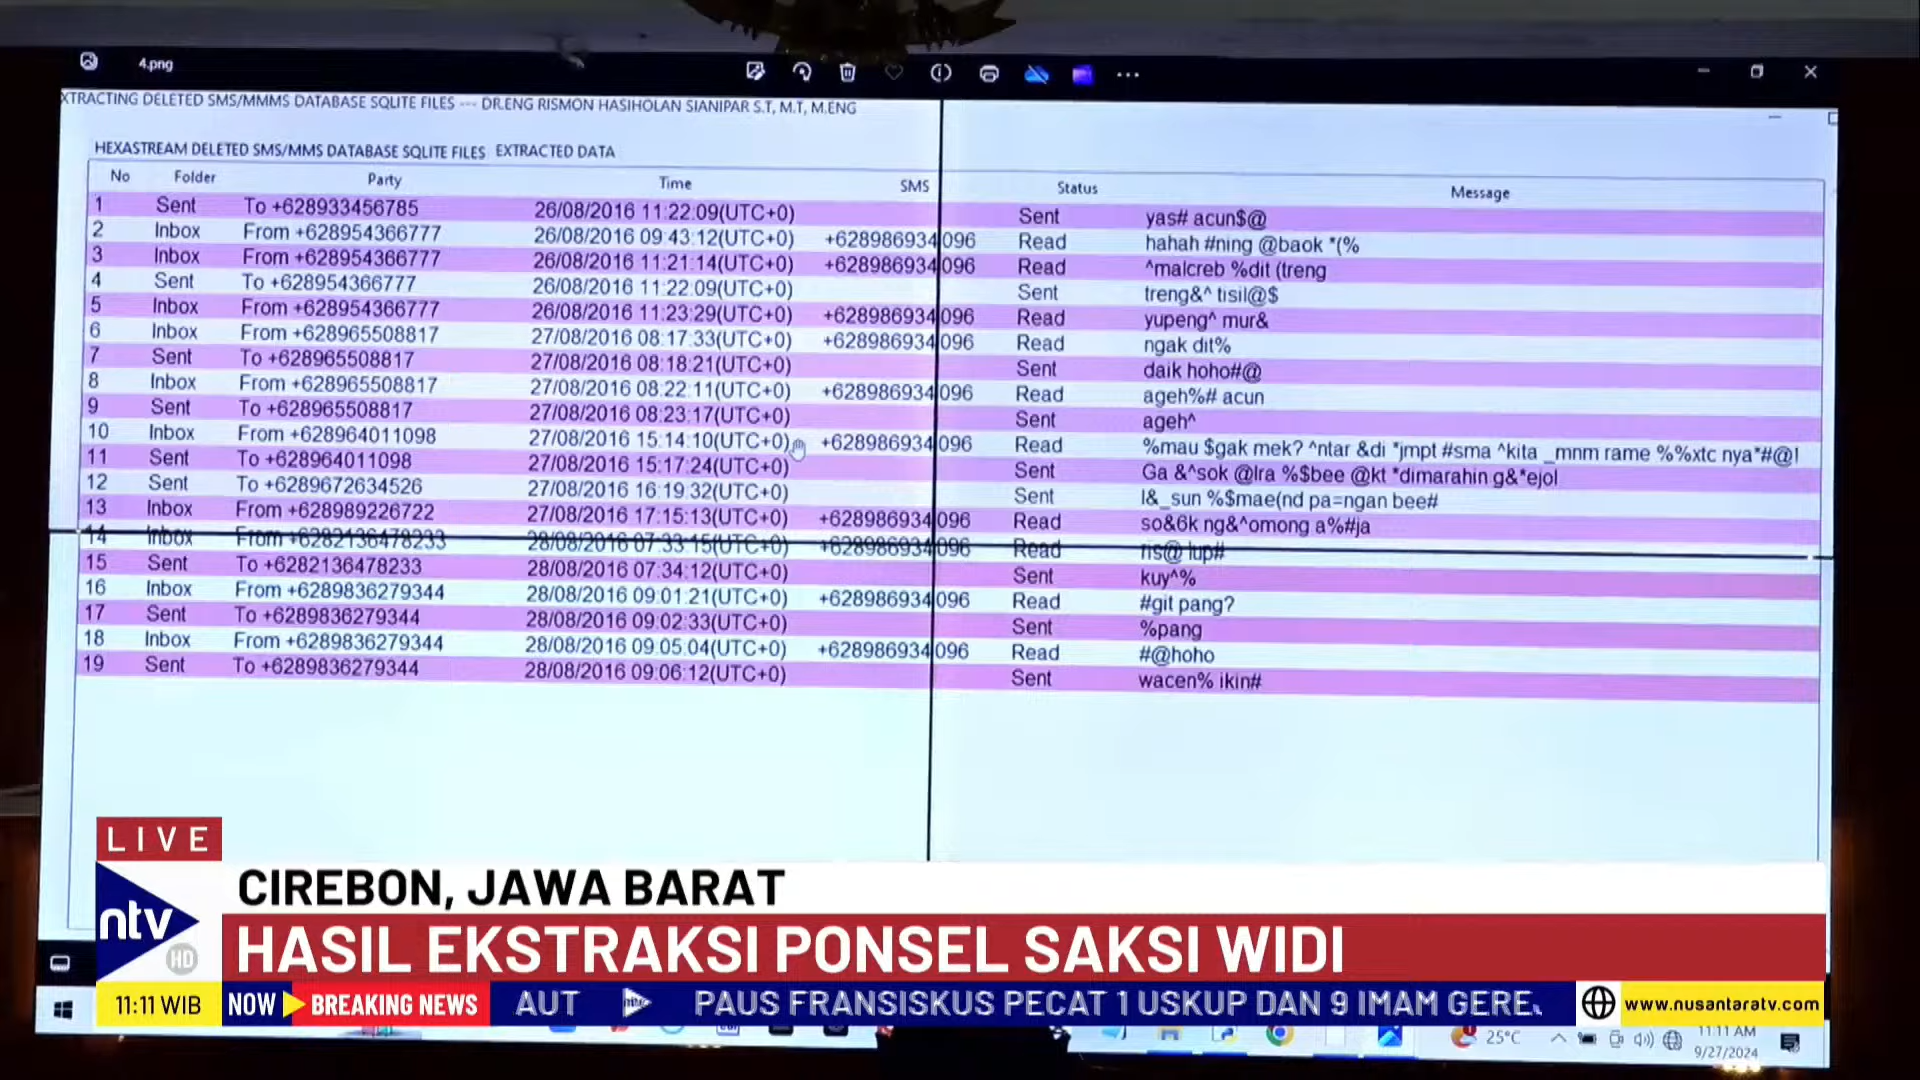 4.png
XTRACTING DELETED SMS/MMMS DATABASE SQLITE FILES --- DR.ENG RISMON HASIHOLAN SIANIPAR S.T, M.T, M.ENG
HEXASTREAM DELETED SMS/MMS DATABASE SQLITE FILES EXTRACTED DATA
No Folder Party Time SMS Status Message
1 Sent To +628933456785 26/08/2016 11:22:09(UTC+0) Sent yas# acun$@
2 Inbox From +628954366777 26/08/2016 09:43:12(UTC+0) +628986934096 Read hahah #ning @baok *(%
3 Inbox From +628954366777 26/08/2016 11:21:14(UTC+0) +628986934096 Read ^malcreb %dit (treng
4 Sent To +628954366777 26/08/2016 11:22:09(UTC+0) Sent treng&^ tisil@$
5 Inbox From +628954366777 26/08/2016 11:23:29(UTC+0) +628986934096 Read yupeng^ mur&
6 Inbox From +628965508817 27/08/2016 08:17:33(UTC+0) +628986934096 Read ngak dit%
7 Sent To +628965508817 27/08/2016 08:18:21(UTC+0) Sent daik hoho#@
8 Inbox From +628965508817 27/08/2016 08:22:11(UTC+0) +628986934096 Read ageh%# acun
9 Sent To +628965508817 27/08/2016 08:23:17(UTC+0) Sent ageh^
10 Inbox From +628964011098 27/08/2016 15:14:10(UTC+0) +628986934096 Read %mau $gak mek? ^ntar &di *jmpt #sma ^kita _mnm rame %%xtc nya*#@!
11 Sent To +628964011098 27/08/2016 15:17:24(UTC+0) Sent Ga &^sok @lra %$bee @kt *dimarahin g&*ejol
12 Sent To +6289672634526 27/08/2016 16:19:32(UTC+0) Sent l&_sun %$mae(nd pa=ngan bee#
13 Inbox From +628989226722 27/08/2016 17:15:13(UTC+0) +628986934096 Read so&6k ng&^omong a%#ja
14 Inbox From +6282136478233 28/08/2016 07:33:15(UTC+0) +628986934096 Read ris@ lup#
15 Sent To +6282136478233 28/08/2016 07:34:12(UTC+0) Sent kuy^%
16 Inbox From +6289836279344 28/08/2016 09:01:21(UTC+0) +628986934096 Read #git pang?
17 Sent To +6289836279344 28/08/2016 09:02:33(UTC+0) Sent %pang
18 Inbox From +6289836279344 28/08/2016 09:05:04(UTC+0) +628986934096 Read #@hoho
19 Sent To +6289836279344 28/08/2016 09:06:12(UTC+0) Sent wacen% ikin#
LIVE
CIREBON, JAWA BARAT
ntv HD
HASIL EKSTRAKSI PONSEL SAKSI WIDI
11:11 WIB NOW BREAKING NEWS AUT PAUS FRANSISKUS PECAT 1 USKUP DAN 9 IMAM GERE www.nusantaratv.com
25°C 11:11 AM
9/27/2024